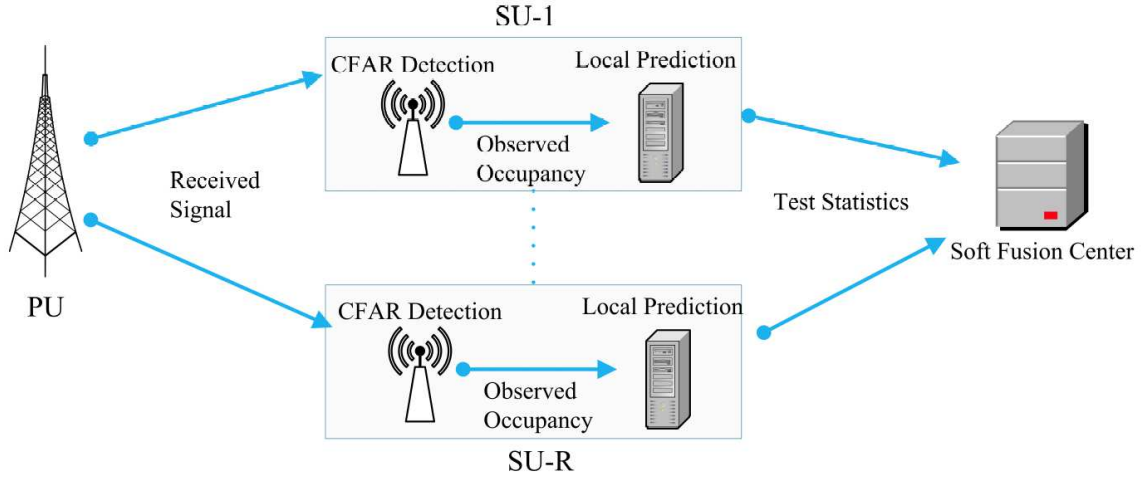 SU-1
CFAR Detection
Local Prediction
Observed
Occupancy
Received
Signal
Test Statistics
Soft Fusion Center
PU
CFAR Detection
Local Prediction
Observed
Occupancy
SU-R